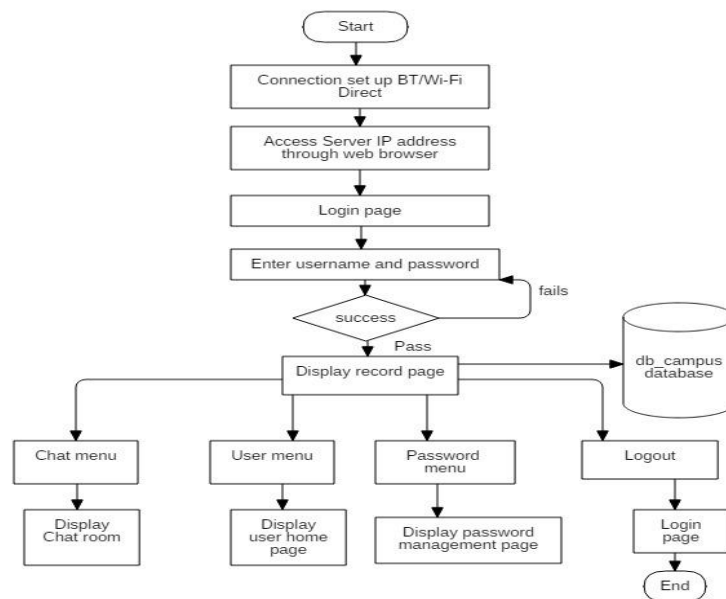 Start
Connection set up BT/Wi-Fi
Direct
Access Server IP address
through web browser
Login page
Enter username and password
fails
success
Pass
Display record page
db_campus
database
Chat menu
User menu
Password
menu
Logout
Display
Chat room
Display
user home
page
Display password
management page
Login
page
End